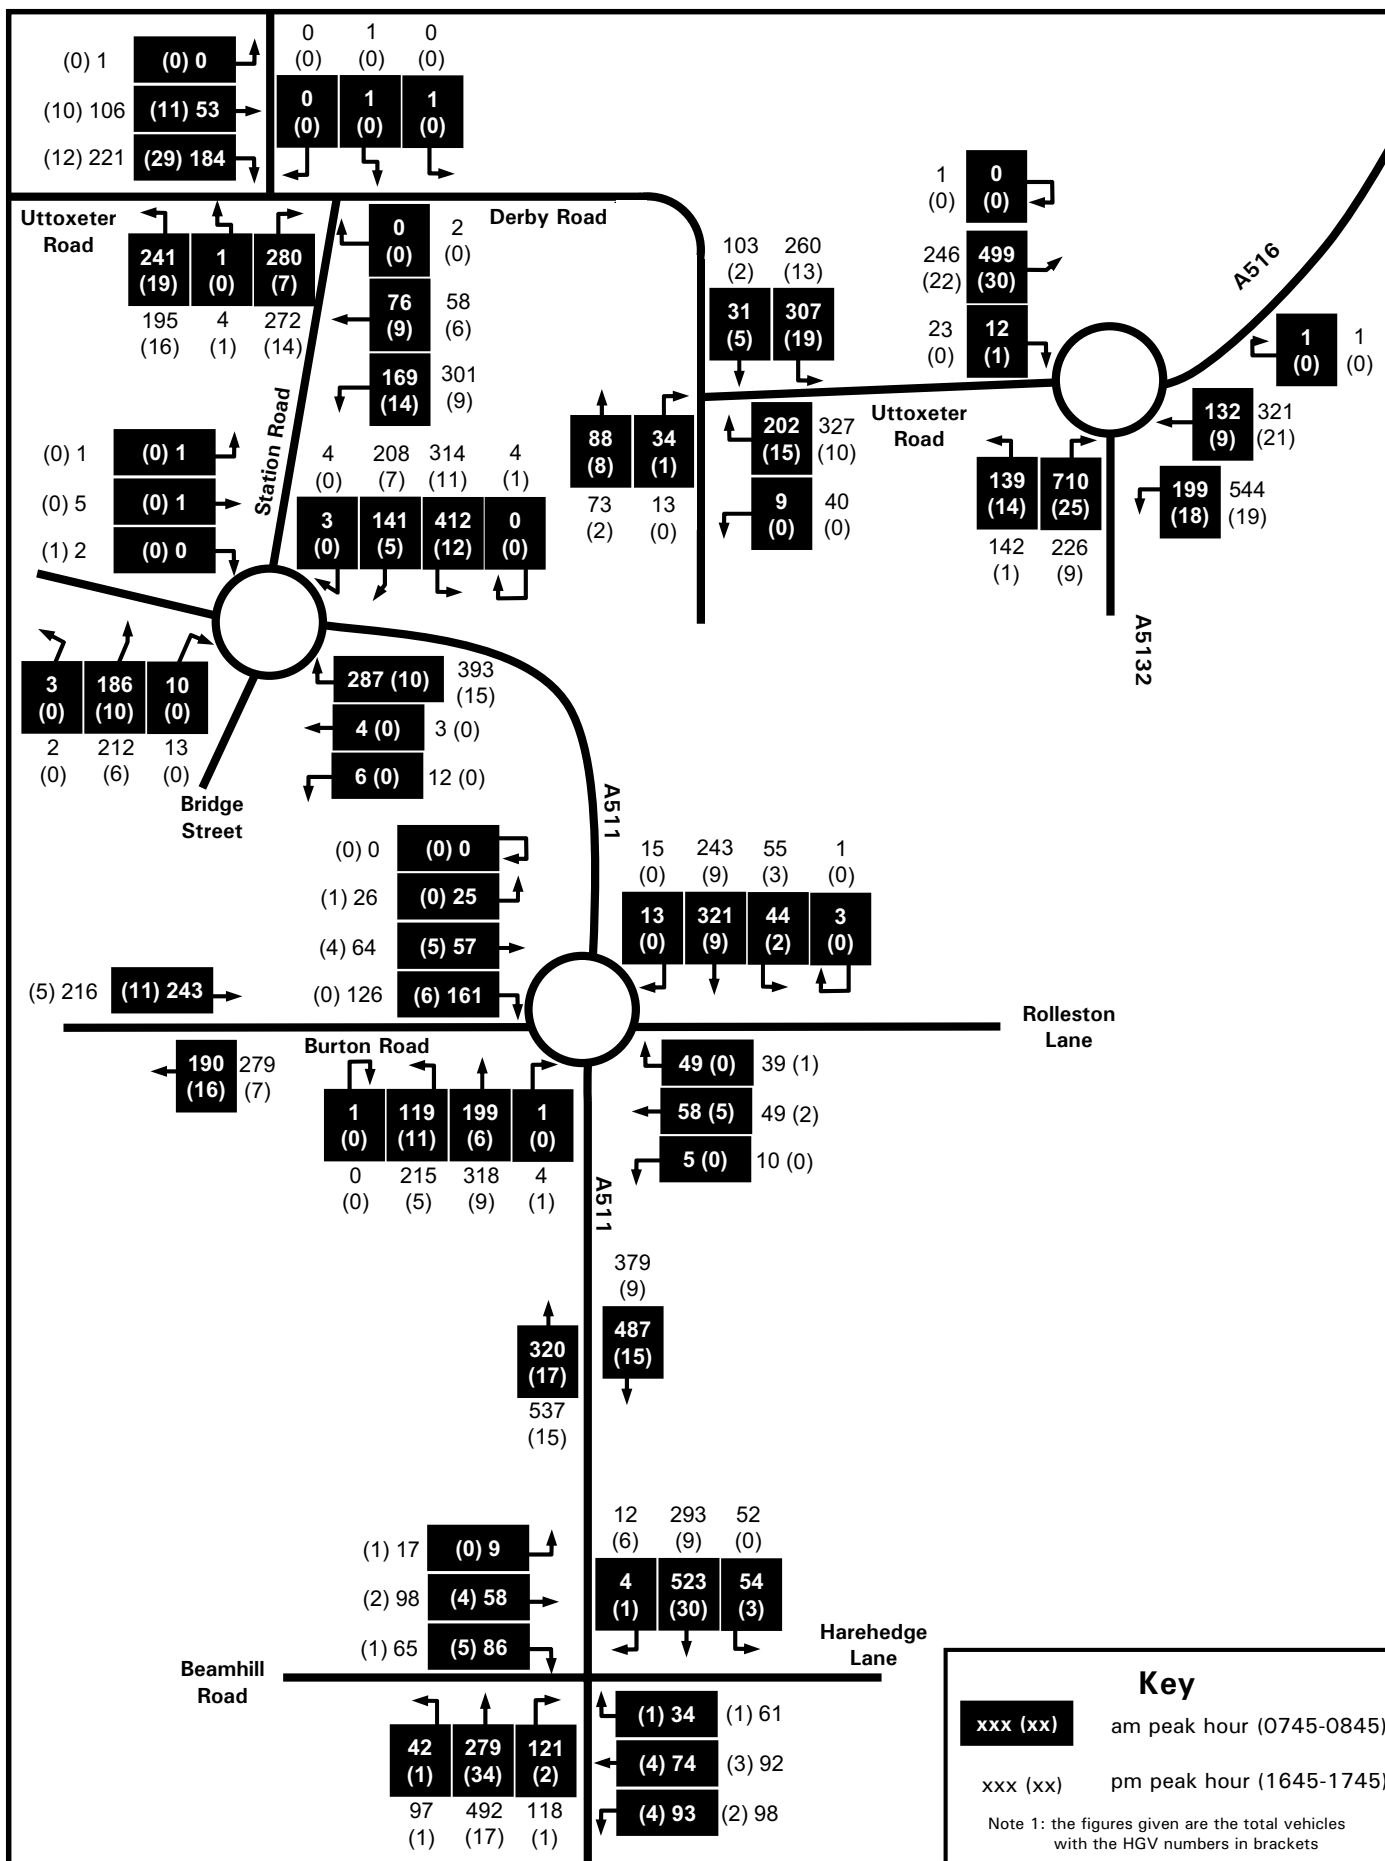 0 1 0
(0) (0) (0)
(0) 1 (0) 0
(10) 106 (11) 53
(12) 221 (29) 184
0 1 1
(0) (0) (0)
Uttoxeter
Road
Derby Road
241 1 280
(19) (0) (7)
195 4 272
(16) (1) (14)
0 2
(0) (0)
76 58
(9) (6)
169 301
(14) (9)
Station Road
103 260
(2) (13)
31 307
(5) (19)
88 34
(8) (1)
73 13
(2) (0)
202 327
(15) (10)
9 40
(0) (0)
Uttoxeter
Road
1 0
(0) (0)
246 499
(22) (30)
23 12
(0) (1)
A516
1 1
(0) (0)
132 321
(9) (21)
199 544
(18) (19)
139 710
(14) (25)
142 226
(1) (9)
A5132
(0) 1 (0) 1
(0) 5 (0) 1
(1) 2 (0) 0
4 208 314 4
(0) (7) (11) (1)
3 141 412 0
(0) (5) (12) (0)
3 186 10
(0) (10) (0)
2 212 13
(0) (6) (0)
Bridge
Street
287 (10) 393
(15)
4 (0) 3 (0)
6 (0) 12 (0)
A511
(0) 0 (0) 0
(1) 26 (0) 25
(4) 64 (5) 57
(0) 126 (6) 161
15 243 55 1
(0) (9) (3) (0)
13 321 44 3
(0) (9) (2) (0)
(5) 216 (11) 243
Burton Road
Rolleston
Lane
190 279
(16) (7)
1 119 199 1
(0) (11) (6) (0)
0 215 318 4
(0) (5) (9) (1)
49 (0) 39 (1)
58 (5) 49 (2)
5 (0) 10 (0)
A511
379
(9)
487
(15)
320
(17)
537
(15)
12 293 52
(6) (9) (0)
4 523 54
(1) (30) (3)
(1) 17 (0) 9
(2) 98 (4) 58
(1) 65 (5) 86
Beamhill
Road
Harehedge
Lane
42 279 121
(1) (34) (2)
97 492 118
(1) (17) (1)
(1) 34 (1) 61
(4) 74 (3) 92
(4) 93 (2) 98
Key
xxx (xx) am peak hour (0745-0845)
xxx (xx) pm peak hour (1645-1745)
Note 1: the figures given are the total vehicles
with the HGV numbers in brackets